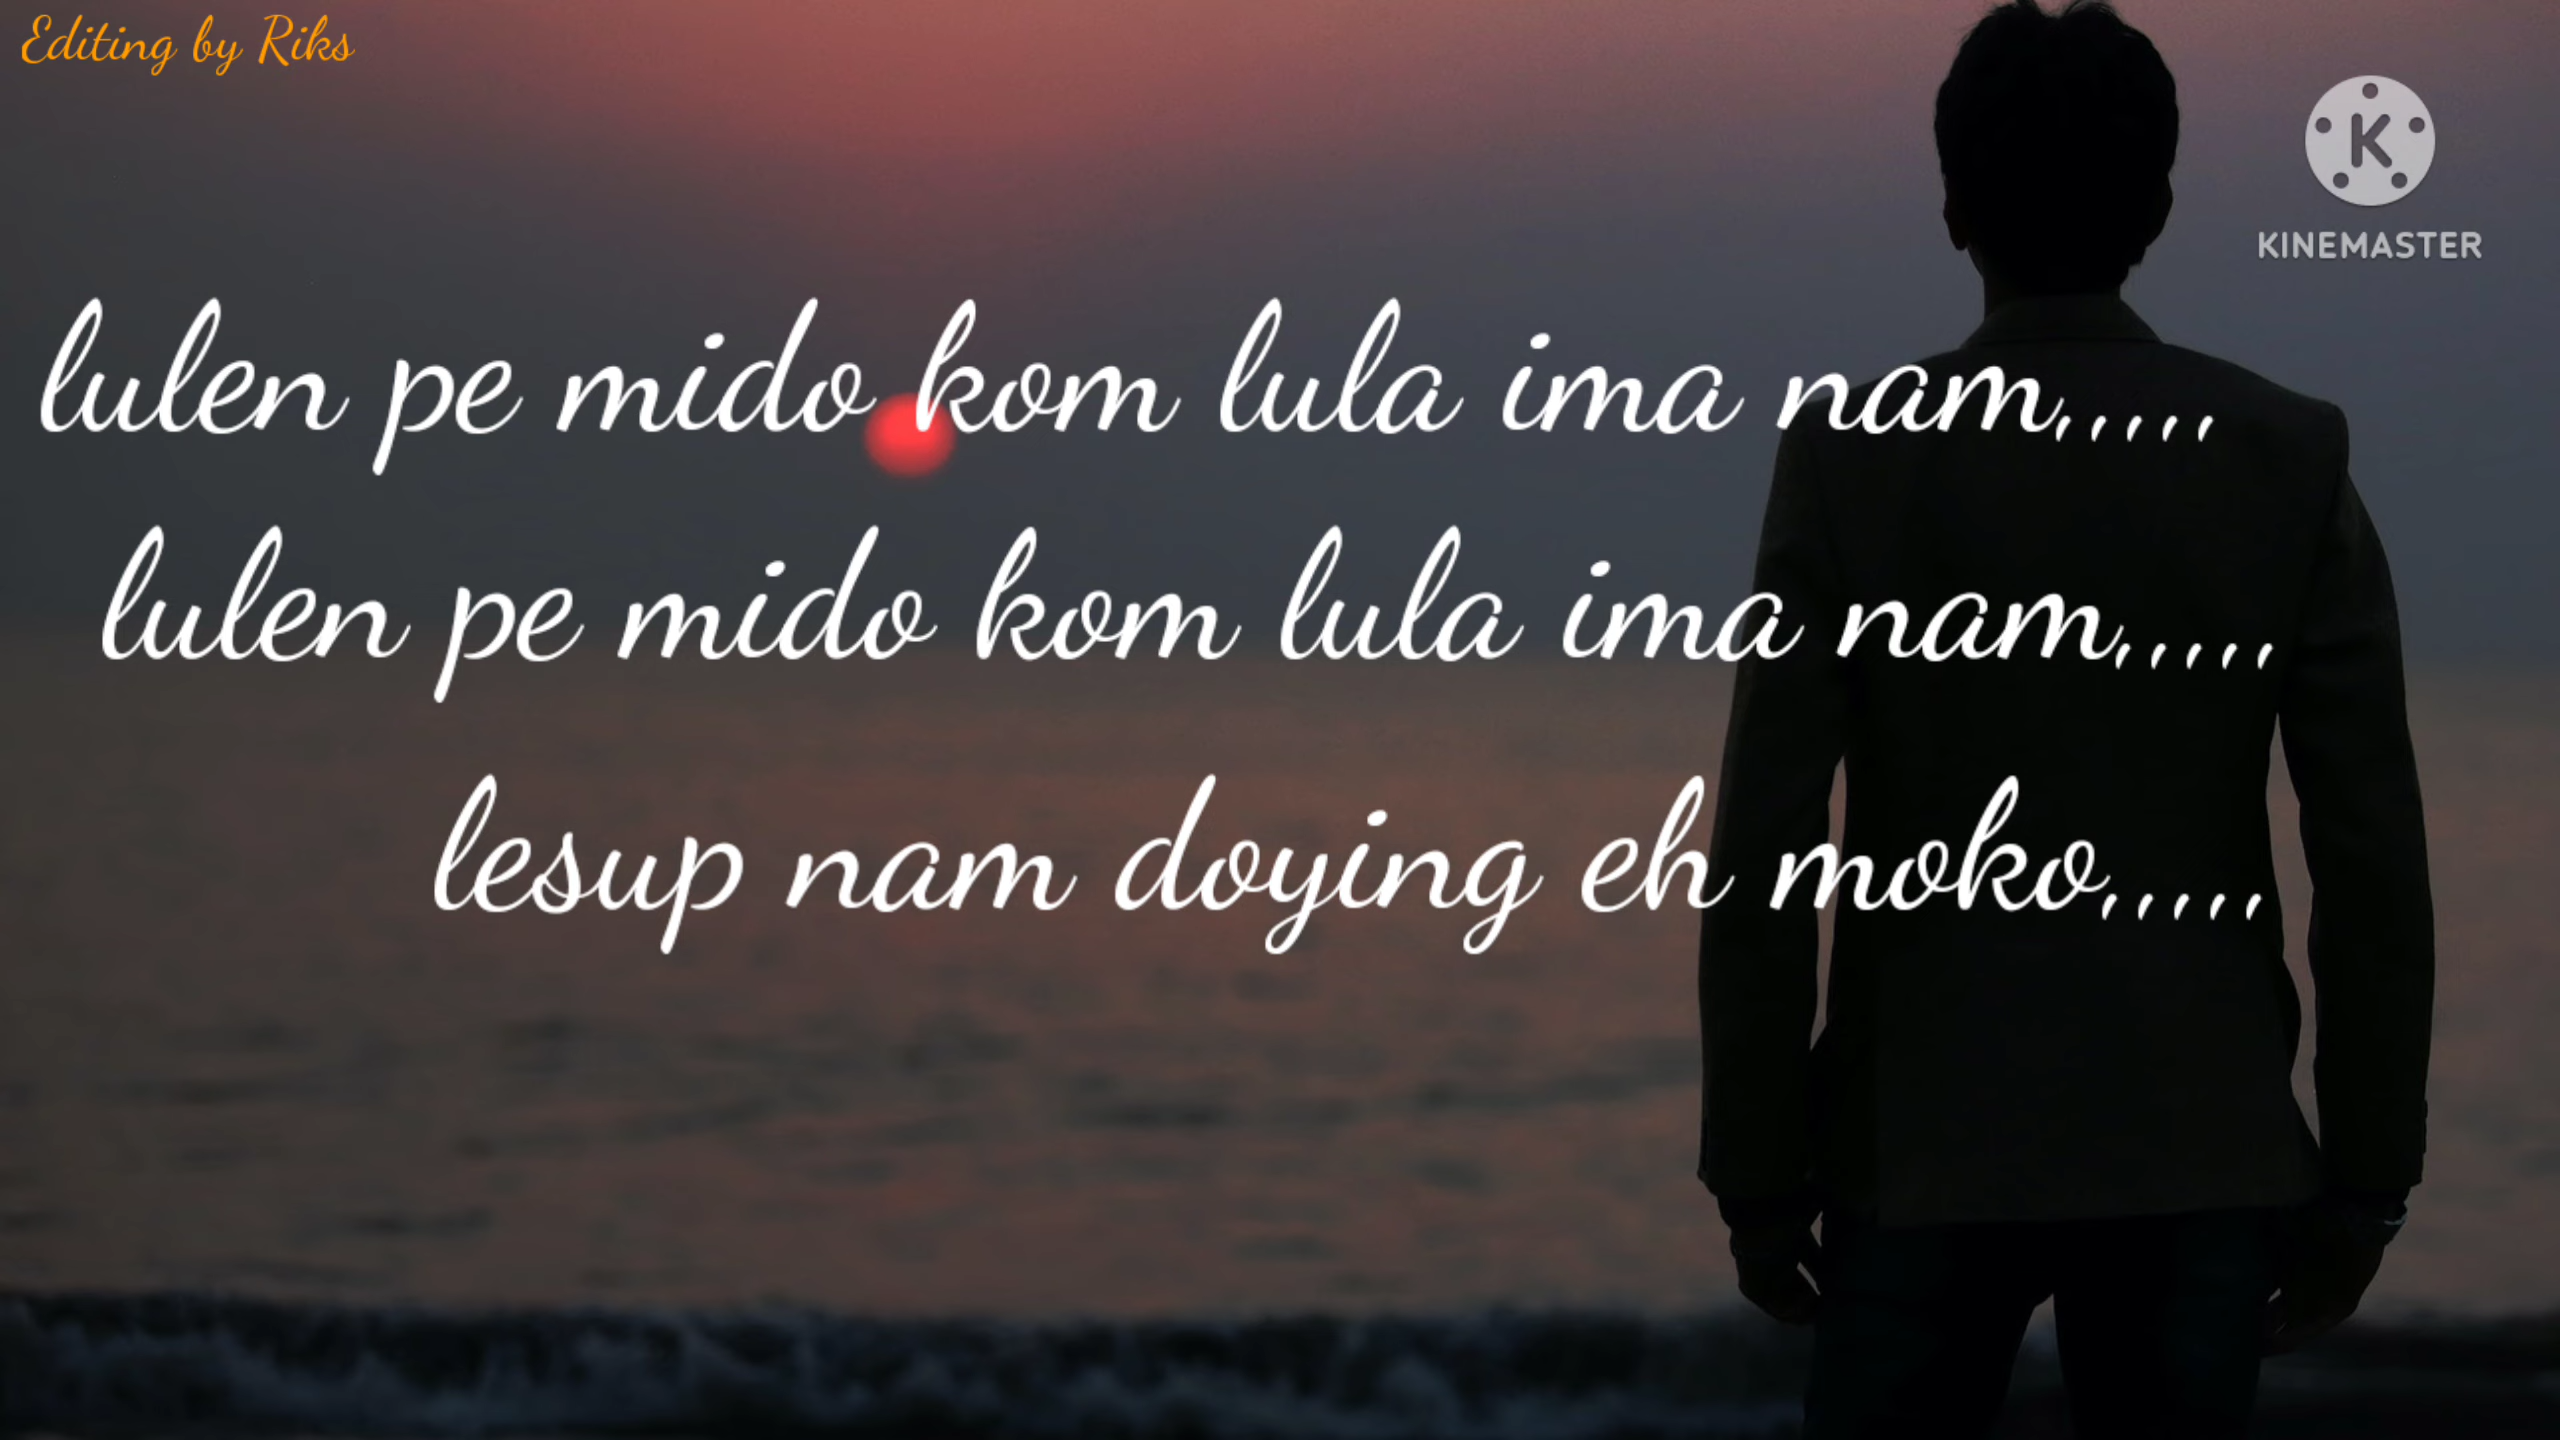 Editing by Riks
KINEMASTER
lulen pe mido kom lula ima nam,,,,,
lulen pe mido kom lula ima nam,,,,,
lesup nam doying eh moko,,,,,